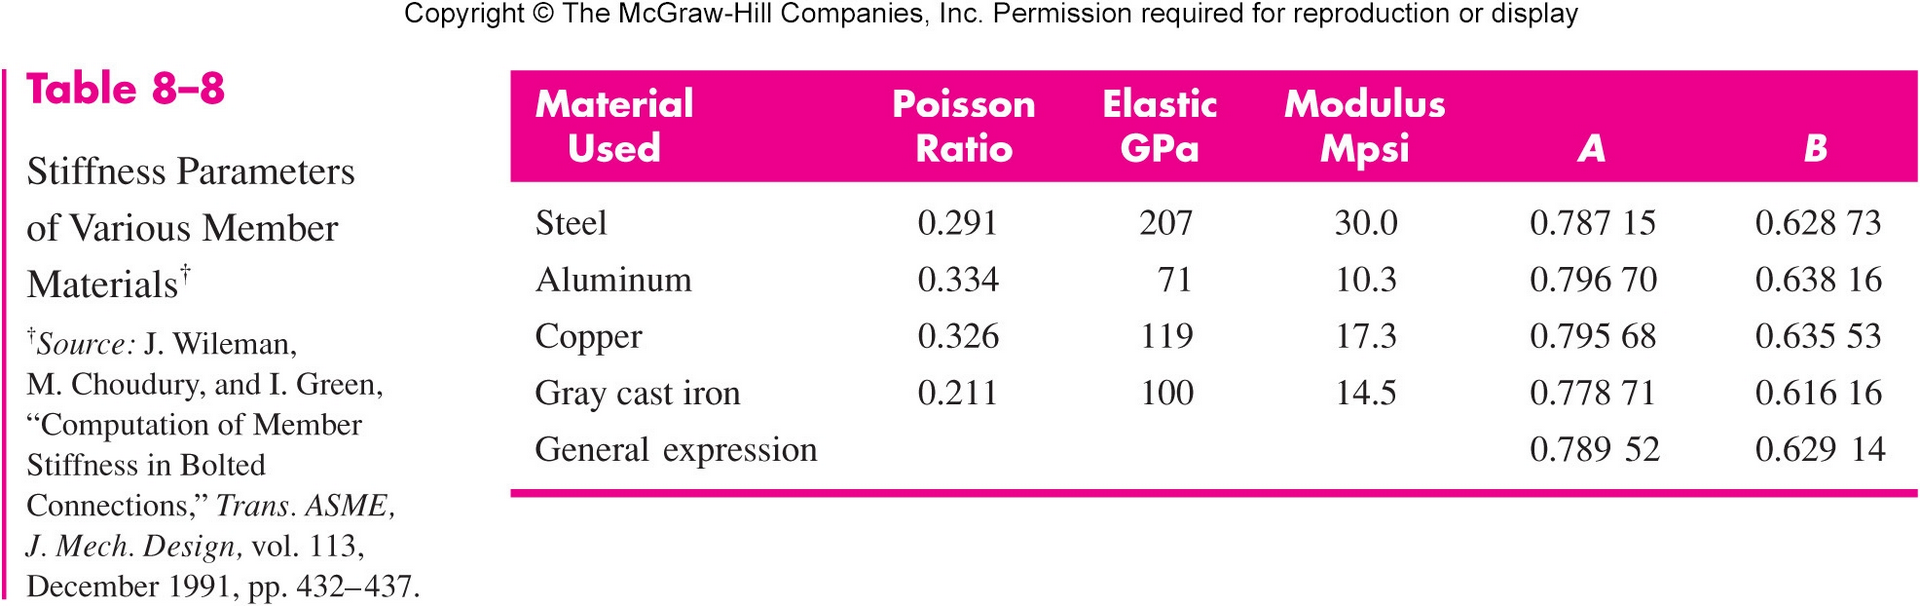 Copyright © The McGraw-Hill Companies, Inc. Permission required for reproduction or display
Table 8–8
Stiffness Parameters
of Various Member
Materials†
†Source: J. Wileman,
M. Choudury, and I. Green,
“Computation of Member
Stiffness in Bolted
Connections,” Trans. ASME,
J. Mech. Design, vol. 113,
December 1991, pp. 432–437.
Material Poisson Elastic Modulus
Used Ratio GPa Mpsi A B
Steel 0.291 207 30.0 0.787 15 0.628 73
Aluminum 0.334 71 10.3 0.796 70 0.638 16
Copper 0.326 119 17.3 0.795 68 0.635 53
Gray cast iron 0.211 100 14.5 0.778 71 0.616 16
General expression 0.789 52 0.629 14